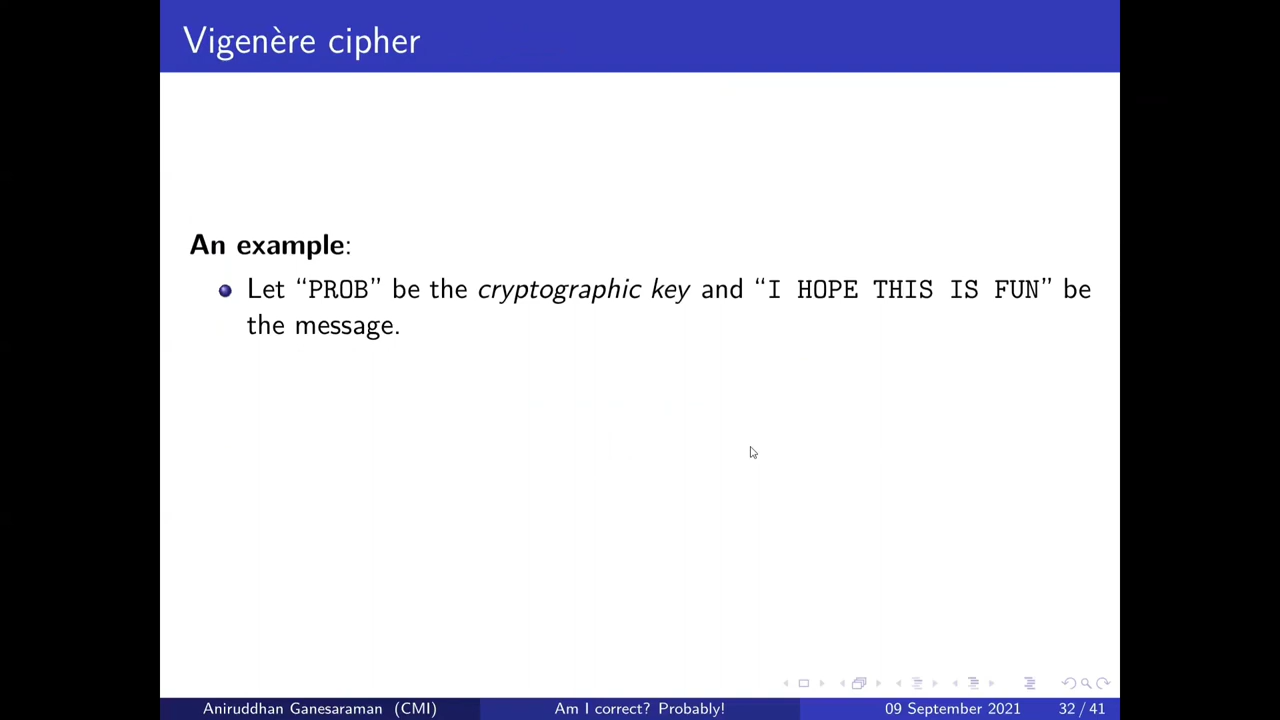 Vigenère cipher
An example:
Let “PROB” be the cryptographic key and “I HOPE THIS IS FUN” be
the message.
Aniruddhan Ganesaraman (CMI) Am I correct? Probably! 09 September 2021 32 / 41